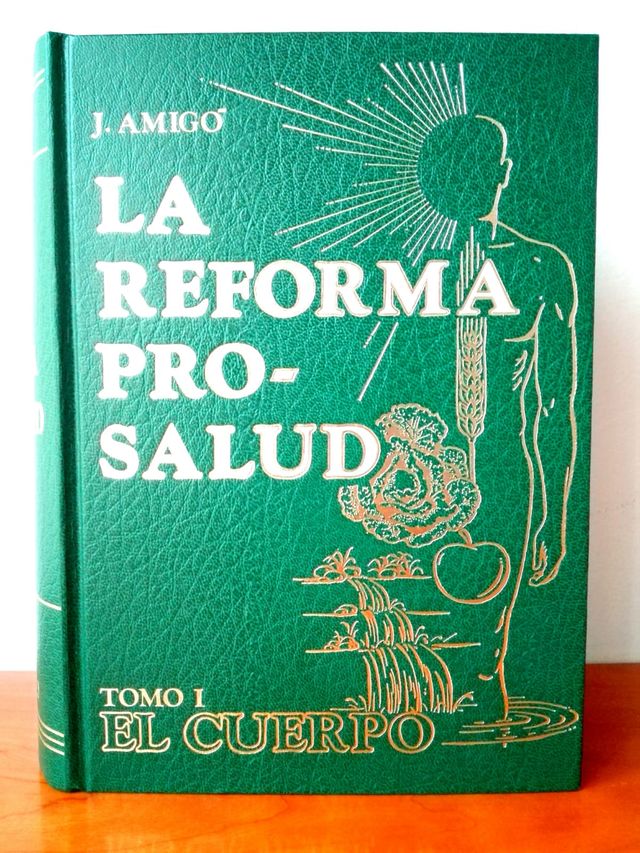 J. AMIGÓ
LA
REFORMA
PRO-
SALUD
TOMO I
EL CUERPO